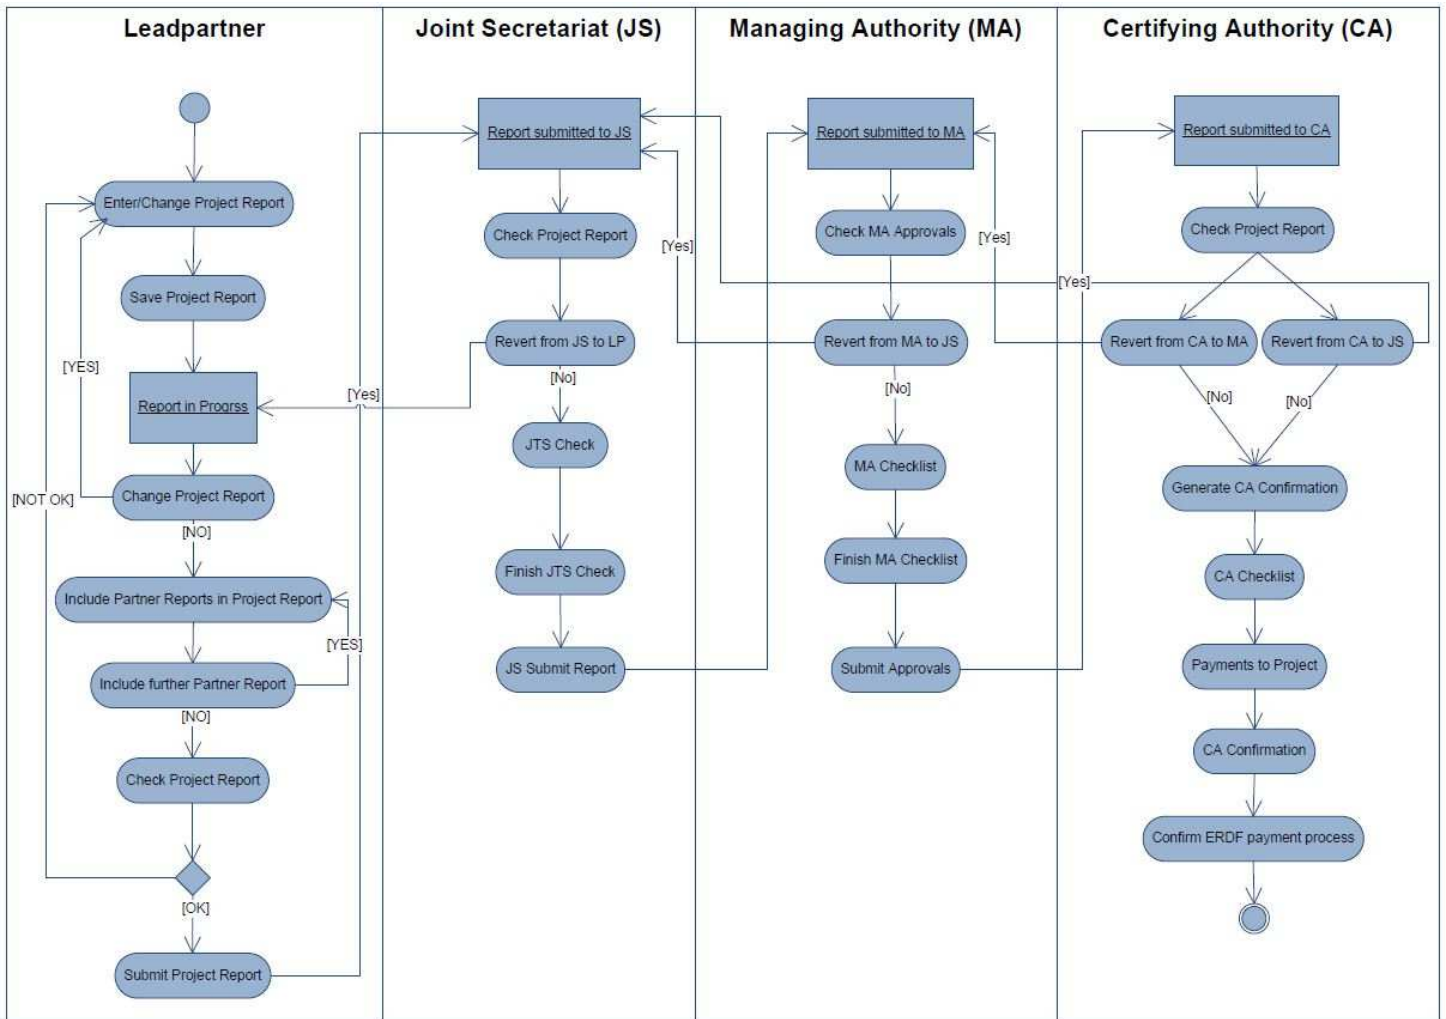 Leadpartner
Enter/Change Project Report
Save Project Report
[YES]
Report in Progrss
[NOT OK]
Change Project Report
[NO]
Include Partner Reports in Project Report
[YES]
Include further Partner Report
[NO]
Check Project Report
[OK]
Submit Project Report
Joint Secretariat (JS)
Report submitted to JS
Check Project Report
Revert from JS to LP
[Yes]
[No]
JTS Check
Finish JTS Check
JS Submit Report
Managing Authority (MA)
Report submitted to MA
Check MA Approvals
[Yes]
Revert from MA to JS
[No]
MA Checklist
Finish MA Checklist
Submit Approvals
Certifying Authority (CA)
Report submitted to CA
Check Project Report
[Yes]
[Yes]
Revert from CA to MA
Revert from CA to JS
[No]
[No]
Generate CA Confirmation
CA Checklist
Payments to Project
CA Confirmation
Confirm ERDF payment process